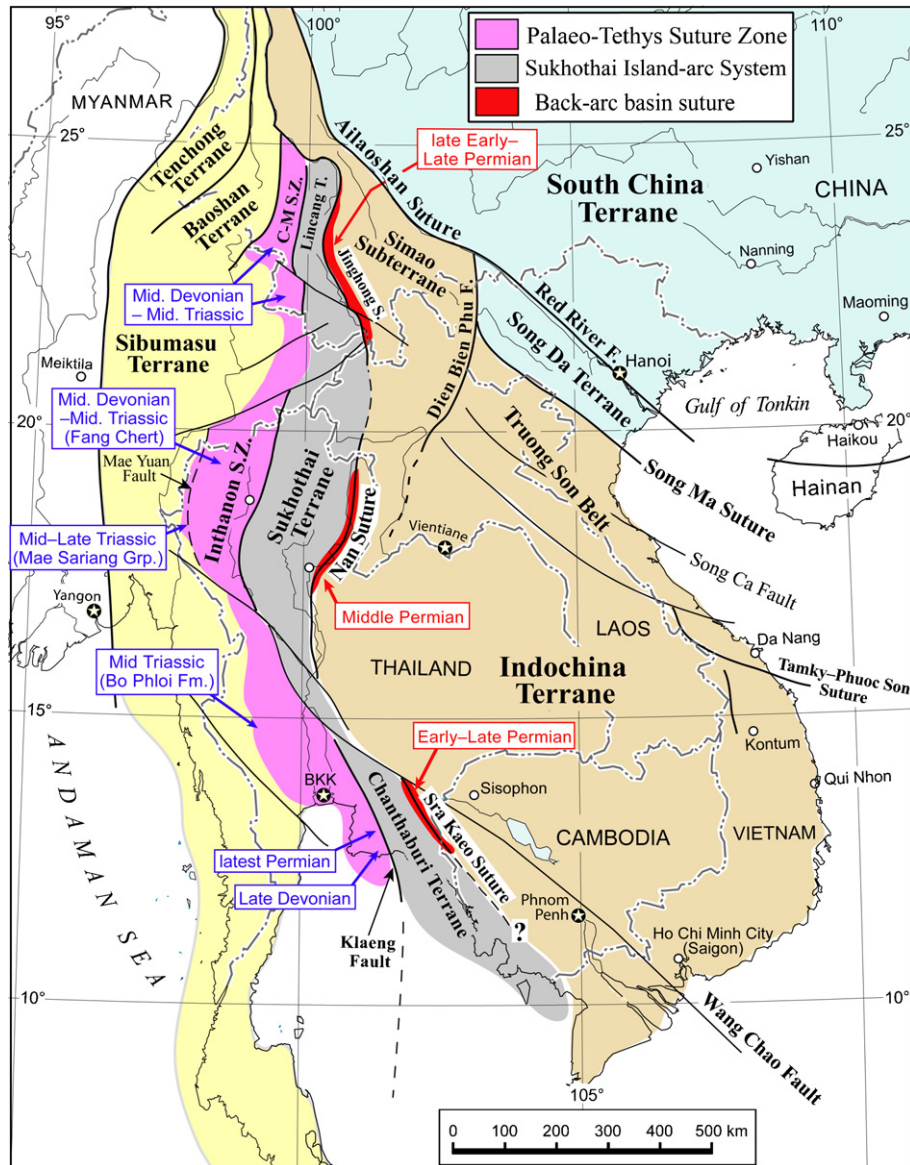 95°
100°
110°
Palaeo-Tethys Suture Zone
Sukhothai Island-arc System
Back-arc basin suture
MYANMAR
25°
25°
Tenchong
Terrane
Baoshan
Terrane
C-M S.Z.
Lincang T.
late Early–
Late Permian
Ailaoshan Suture
Yishan
South China
Terrane
CHINA
Nanning
Maoming
Simao
Subterrane
Jinghong S.
Mid. Devonian
– Mid. Triassic
Sibumasu
Terrane
Meiktila
Dien Bien Phu F.
Red River F.
Song Da Terrane
Hanoi
Gulf of Tonkin
20°
20°
Haikou
Hainan
Mid. Devonian
–Mid. Triassic
(Fang Chert)
Mae Yuan
Fault
Inthanon S.Z.
Sukhothai
Terrane
Nan Suture
Vientiane
Truong Son Belt
Song Ma Suture
Song Ca Fault
Mid–Late Triassic
(Mae Sariang Grp.)
Yangon
Middle Permian
LAOS
Da Nang
Tamky–Phuoc Son
Suture
THAILAND
Indochina
Terrane
Mid Triassic
(Bo Phloi Fm.)
15°
15°
Kontum
Early–Late Permian
BKK
Sisophon
Qui Nhon
Chanthaburi Terrane
Sra Kaeo Suture
CAMBODIA
VIETNAM
latest Permian
Late Devonian
Phnom
Penh
Klaeng
Fault
?
Ho Chi Minh City
(Saigon)
ANDAMAN SEA
10°
10°
Wang Chao Fault
105°
0 100 200 300 400 500 km